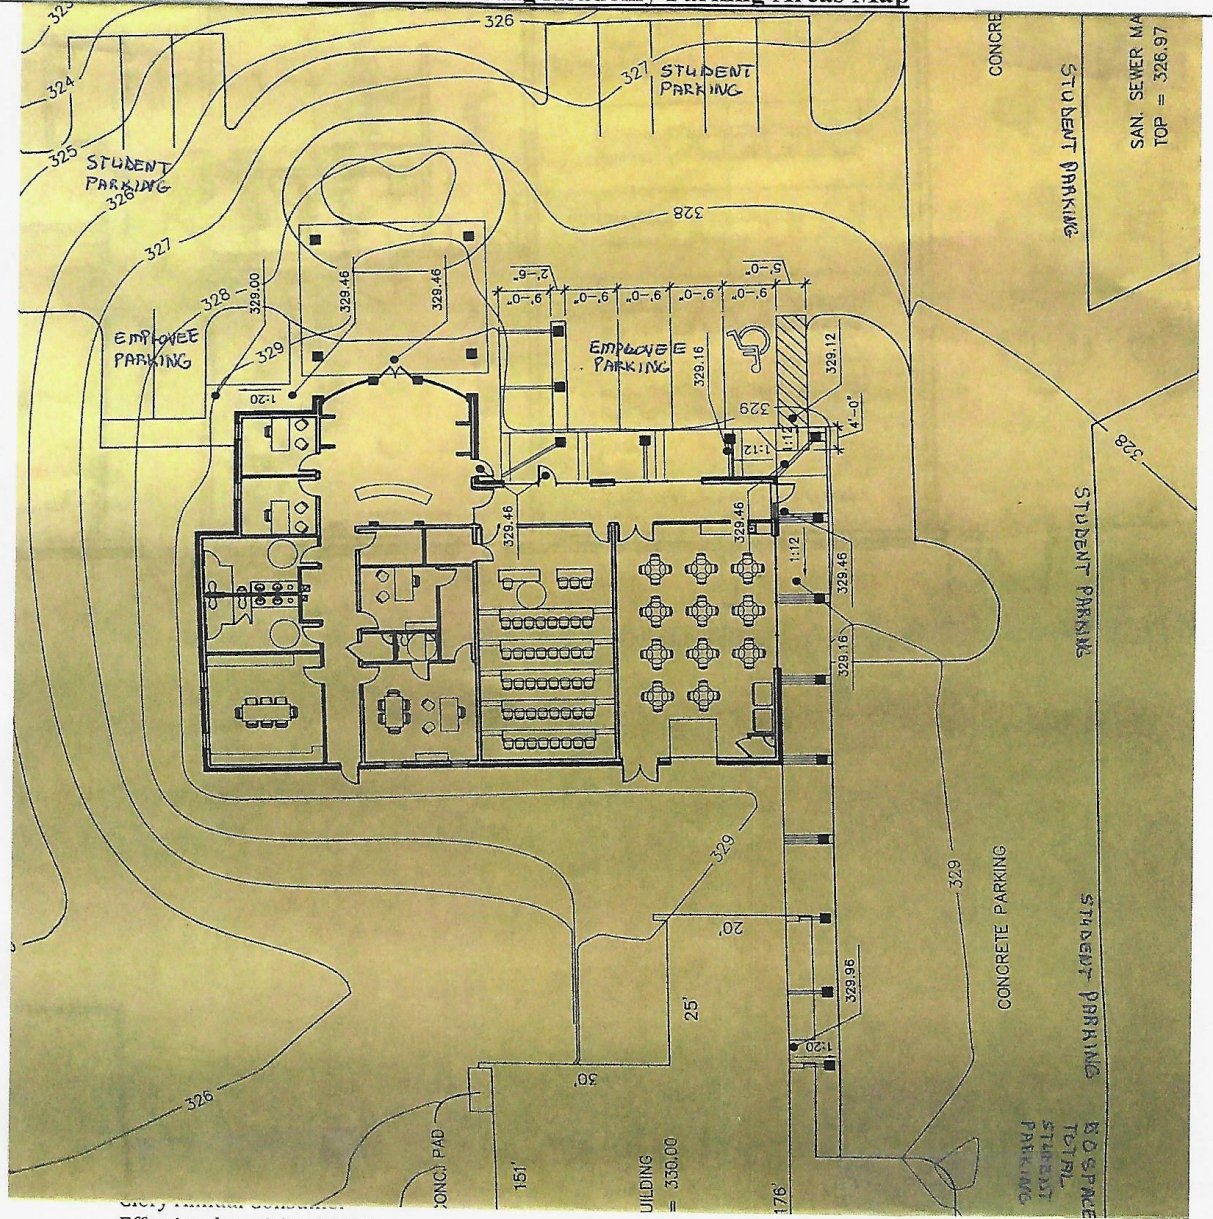 Parking Areas Map
326
CONCRE
SAN. SEWER MA
TOP = 326.97
324
327
STUDENT
PARKING
STUDENT PARKING
325
STUDENT
PARKING
326
327
328
328
329.00
329.46
329.46
2'-6"
9'-0"
9'-0"
9'-0"
9'-0"
9'-0"
5'-0"
EMPLOYEE
PARKING
329
1:20
EMPLOYEE
PARKING
329.16
329
329.12
4'-0"
1:12
1:12
328
329.46
329.46
1:12
329.46
329.16
STUDENT PARKING
329
329
CONCRETE PARKING
STUDENT PARKING
20'
25'
329.96
1:20
30'
326
CONC. PAD
151'
UILDING
= 330.00
176'
TOTAL
STUDENT
PARKING